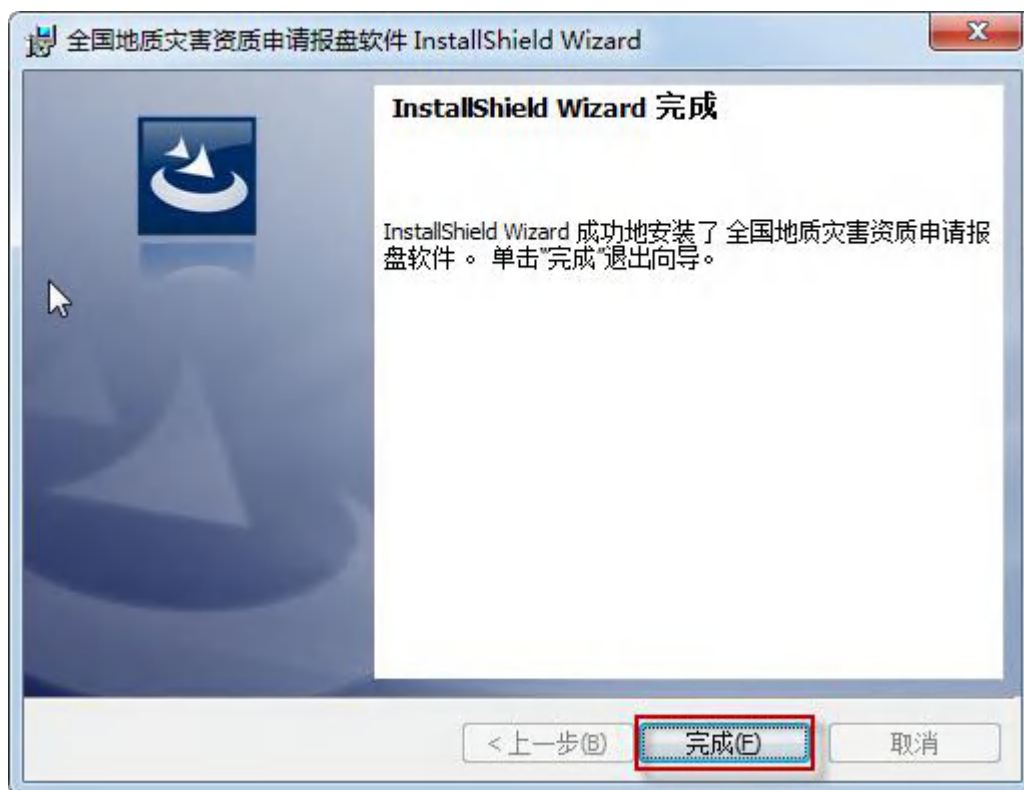 全国地质灾害资质申请报盘软件 InstallShield Wizard
InstallShield Wizard 完成
InstallShield Wizard 成功地安装了 全国地质灾害资质申请报
盘软件 。 单击"完成"退出向导。
<上一步(B)
完成(F)
取消